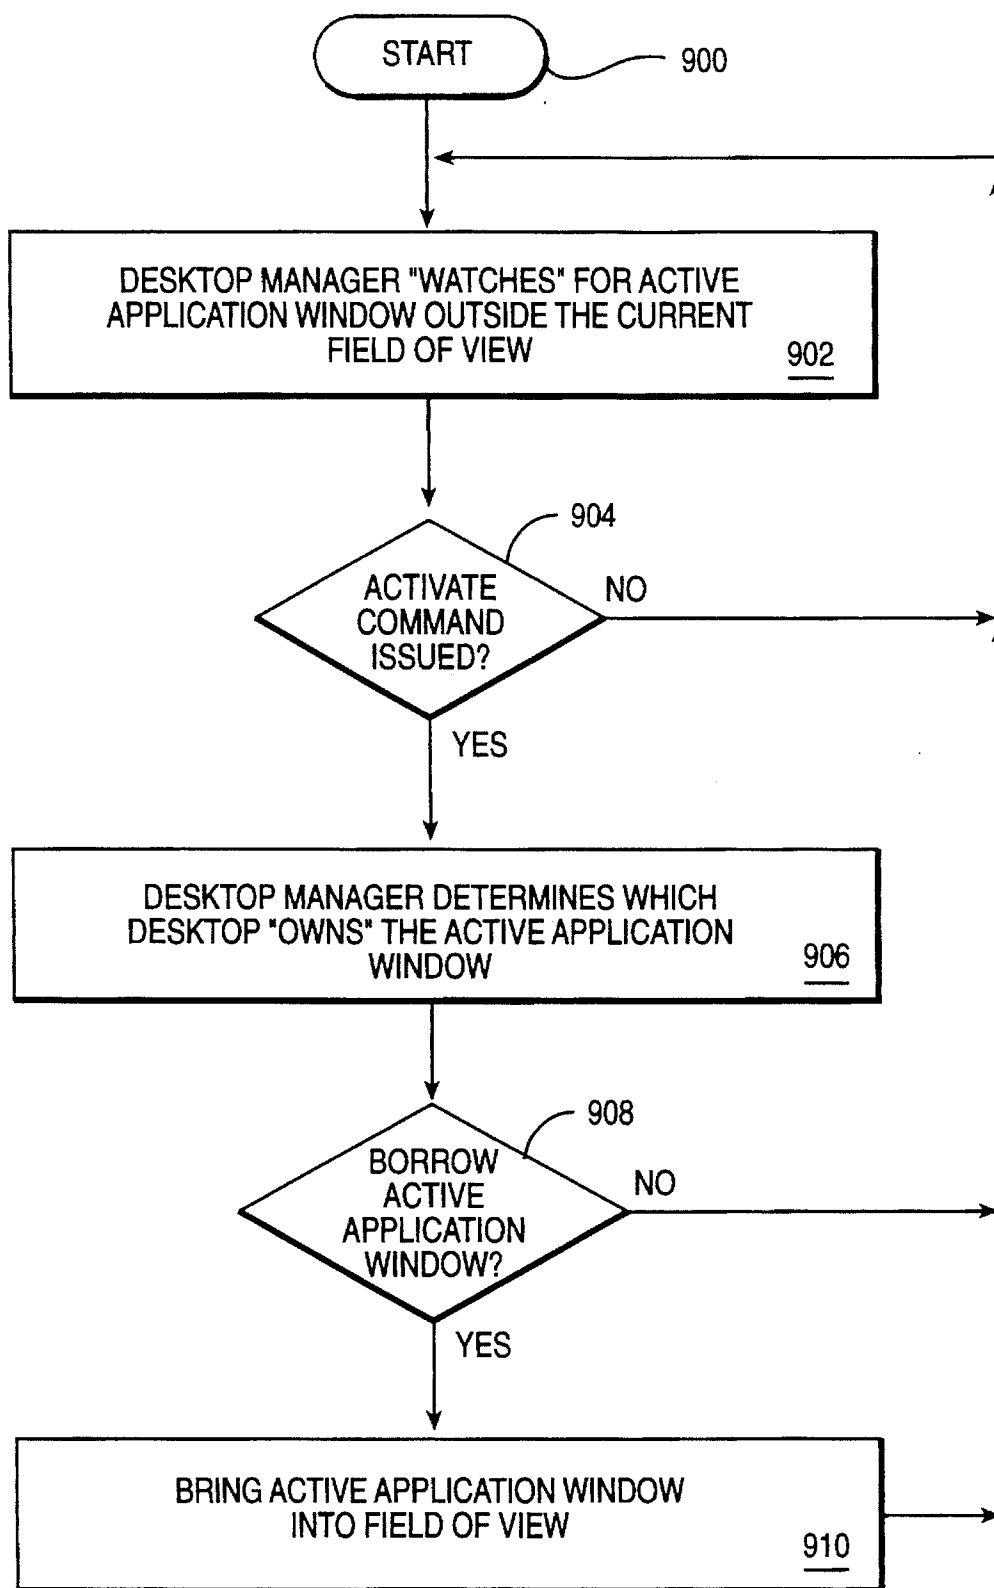 START
900
DESKTOP MANAGER "WATCHES" FOR ACTIVE
APPLICATION WINDOW OUTSIDE THE CURRENT
FIELD OF VIEW
902
904
ACTIVATE
COMMAND
ISSUED?
NO
YES
DESKTOP MANAGER DETERMINES WHICH
DESKTOP "OWNS" THE ACTIVE APPLICATION
WINDOW
906
908
BORROW
ACTIVE
APPLICATION
WINDOW?
NO
YES
BRING ACTIVE APPLICATION WINDOW
INTO FIELD OF VIEW
910